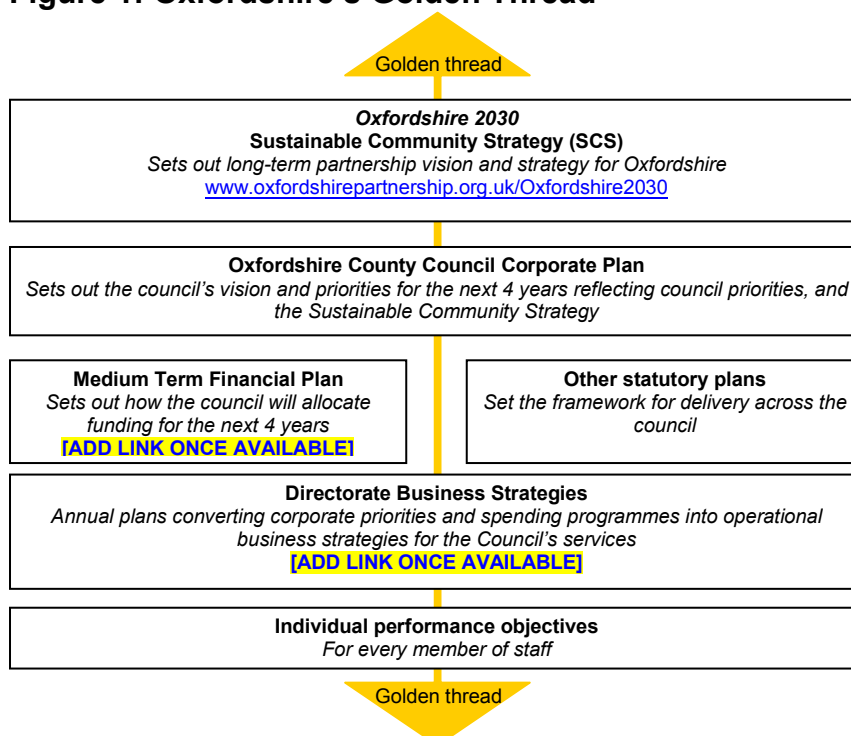 Figure 1: Oxfordshire's Golden Thread
Golden thread
Oxfordshire 2030
Sustainable Community Strategy (SCS)
Sets out long-term partnership vision and strategy for Oxfordshire
www.oxfordshirepartnership.org.uk/Oxfordshire2030
Oxfordshire County Council Corporate Plan
Sets out the council's vision and priorities for the next 4 years reflecting council priorities, and
the Sustainable Community Strategy
Medium Term Financial Plan
Sets out how the council will allocate
funding for the next 4 years
[ADD LINK ONCE AVAILABLE]
Other statutory plans
Set the framework for delivery across the
council
Directorate Business Strategies
Annual plans converting corporate priorities and spending programmes into operational
business strategies for the Council's services
[ADD LINK ONCE AVAILABLE]
Individual performance objectives
For every member of staff
Golden thread